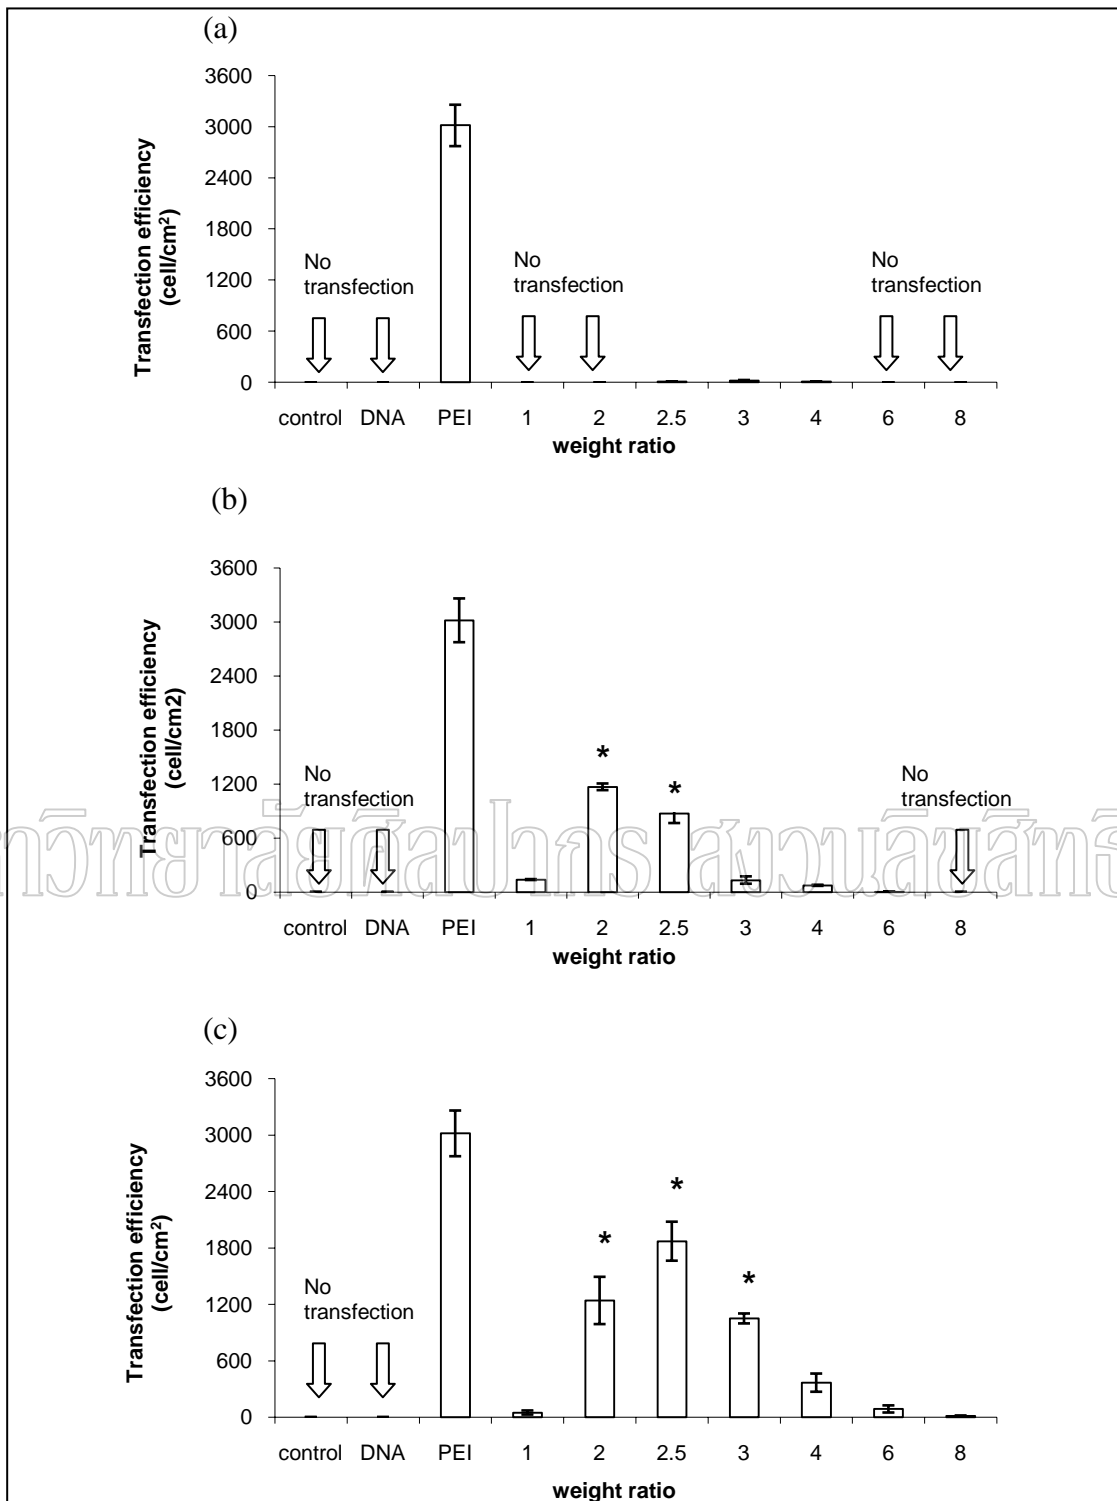 (a)
3600
3000
2400
1800
1200
600
0
Transfection efficiency
(cell/cm²)
No
transfection
No
transfection
No
transfection
control DNA PEI 1 2 2.5 3 4 6 8
weight ratio
(b)
3600
3000
2400
1800
1200
600
0
Transfection efficiency
(cell/cm2)
No
transfection
*
*
No
transfection
control DNA PEI 1 2 2.5 3 4 6 8
weight ratio
(c)
3600
3000
2400
1800
1200
600
0
Transfection efficiency
(cell/cm²)
No
transfection
*
*
*
control DNA PEI 1 2 2.5 3 4 6 8
weight ratio